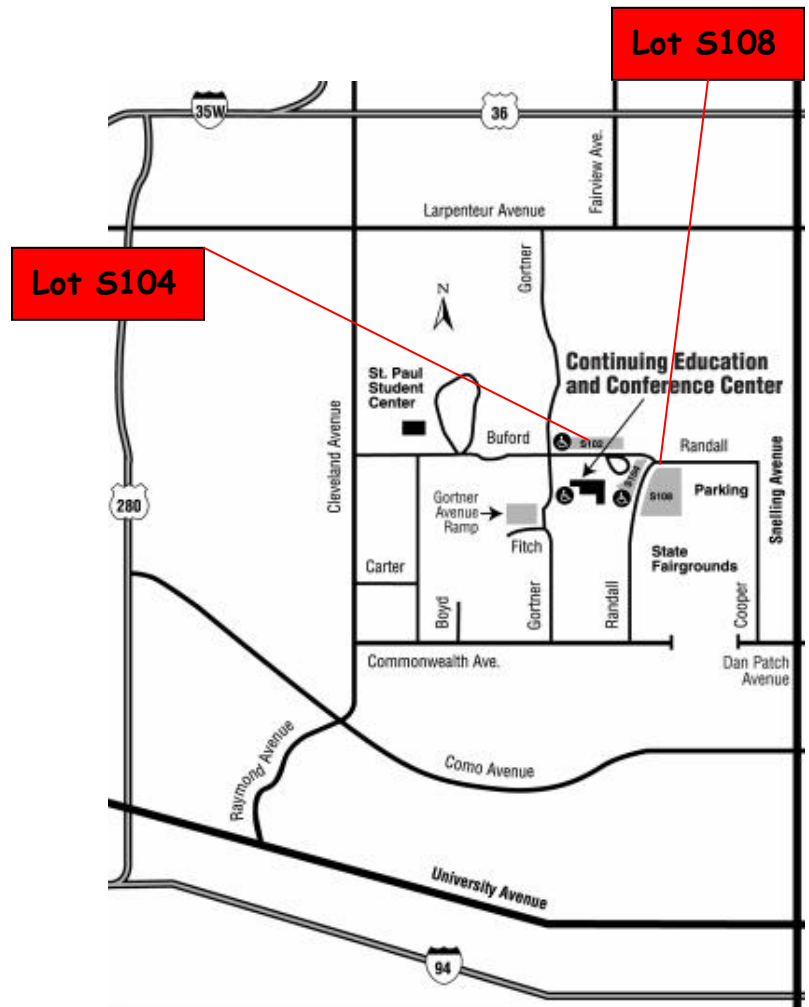 Lot S108
35W
36
Fairview Ave.
Larpenteur Avenue
Gortner
Lot S104
N
Continuing Education
and Conference Center
St. Paul
Student
Center
Cleveland Avenue
Buford
S102
Randall
Snelling Avenue
S104
S108
Parking
280
Gortner
Avenue
Ramp
Fitch
State
Fairgrounds
Carter
Boyd
Gortner
Randall
Cooper
Commonwealth Ave.
Dan Patch
Avenue
Raymond Avenue
Como Avenue
University Avenue
94